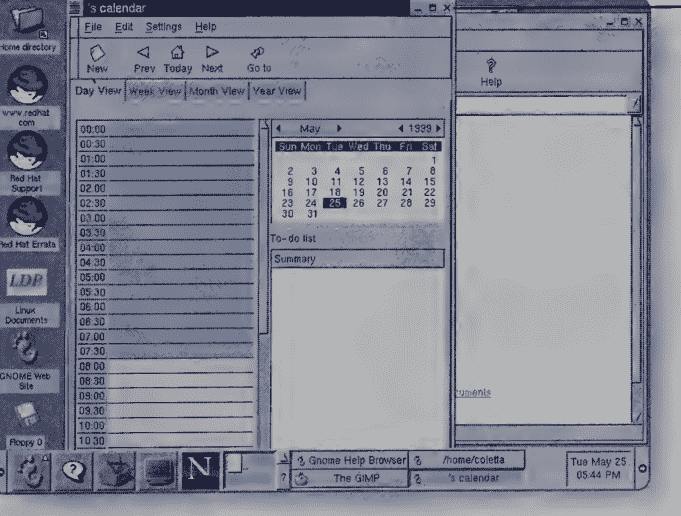 's calendar
File Edit Settings Help
New Prev Today Next Go to
Help
Day View Week View Month View Year View
Home directory
www.redhat
com
Red Hat
Support
Red Hat Errata
LDP
Linux
Documents
GNOME Web
Site
Floppy 0
00:00
00:30
01:00
01:30
02:00
02:30
03:00
03:30
04:00
04:30
05:00
05:30
06:00
06:30
07:00
07:30
08:00
08:30
09:00
09:30
10:00
10:30
May 1999
Sun Mon Tue Wed Thu Fri Sat
1
2 3 4 5 6 7 8
9 10 11 12 13 14 15
16 17 18 19 20 21 22
23 24 25 26 27 28 29
30 31
To-do list
Summary
cuments
N
Gnome Help Browser
/home/coletta
The GIMP
's calendar
Tue May 25
05:44 PM